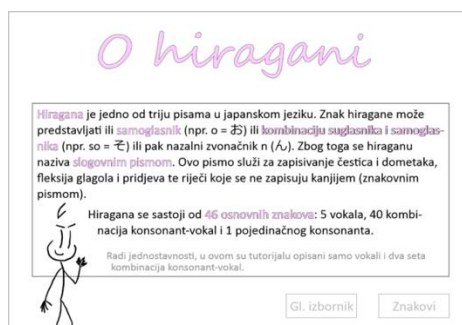 O hiragani
Hiragana je jedno od triju pisama u japanskom jeziku. Znak hiragane može
predstavljati ili samoglasnik (npr. o = お) ili kombinaciju suglasnika i samoglas-
nika (npr. so = そ) ili pak nazalni zvonačnik n (ん). Zbog toga se hiraganu
naziva slogovnim pismom. Ovo pismo služi za zapisivanje čestica i dometaka,
fleksija glagola i pridjeva te riječi koje se ne zapisuju kanjijem (znakovnim
pismom).
Hiragana se sastoji od 46 osnovnih znakova: 5 vokala, 40 kombi-
nacija konsonant-vokal i 1 pojedinačnog konsonanta.
Radi jednostavnosti, u ovom su tutorijalu opisani samo vokali i dva seta
kombinacija konsonant-vokal.
Gl. izbornik
Znakovi